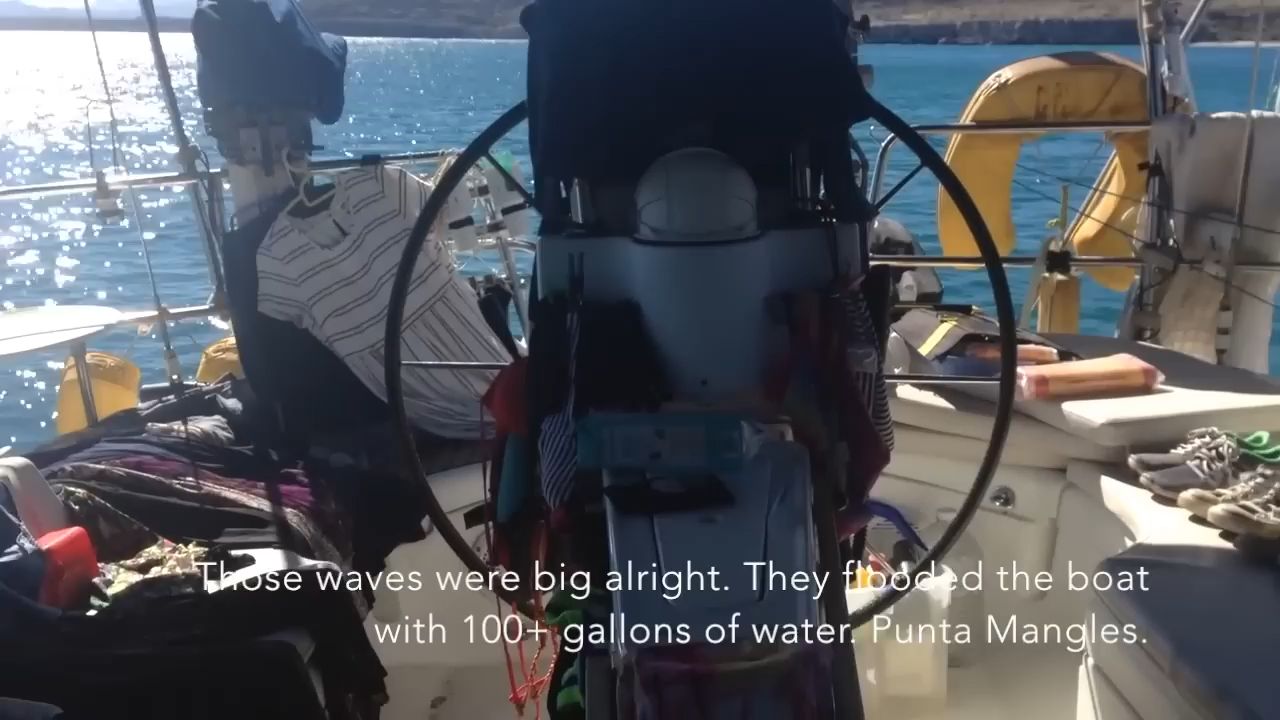 Those waves were big alright. They flooded the boat
with 100+ gallons of water. Punta Mangles.